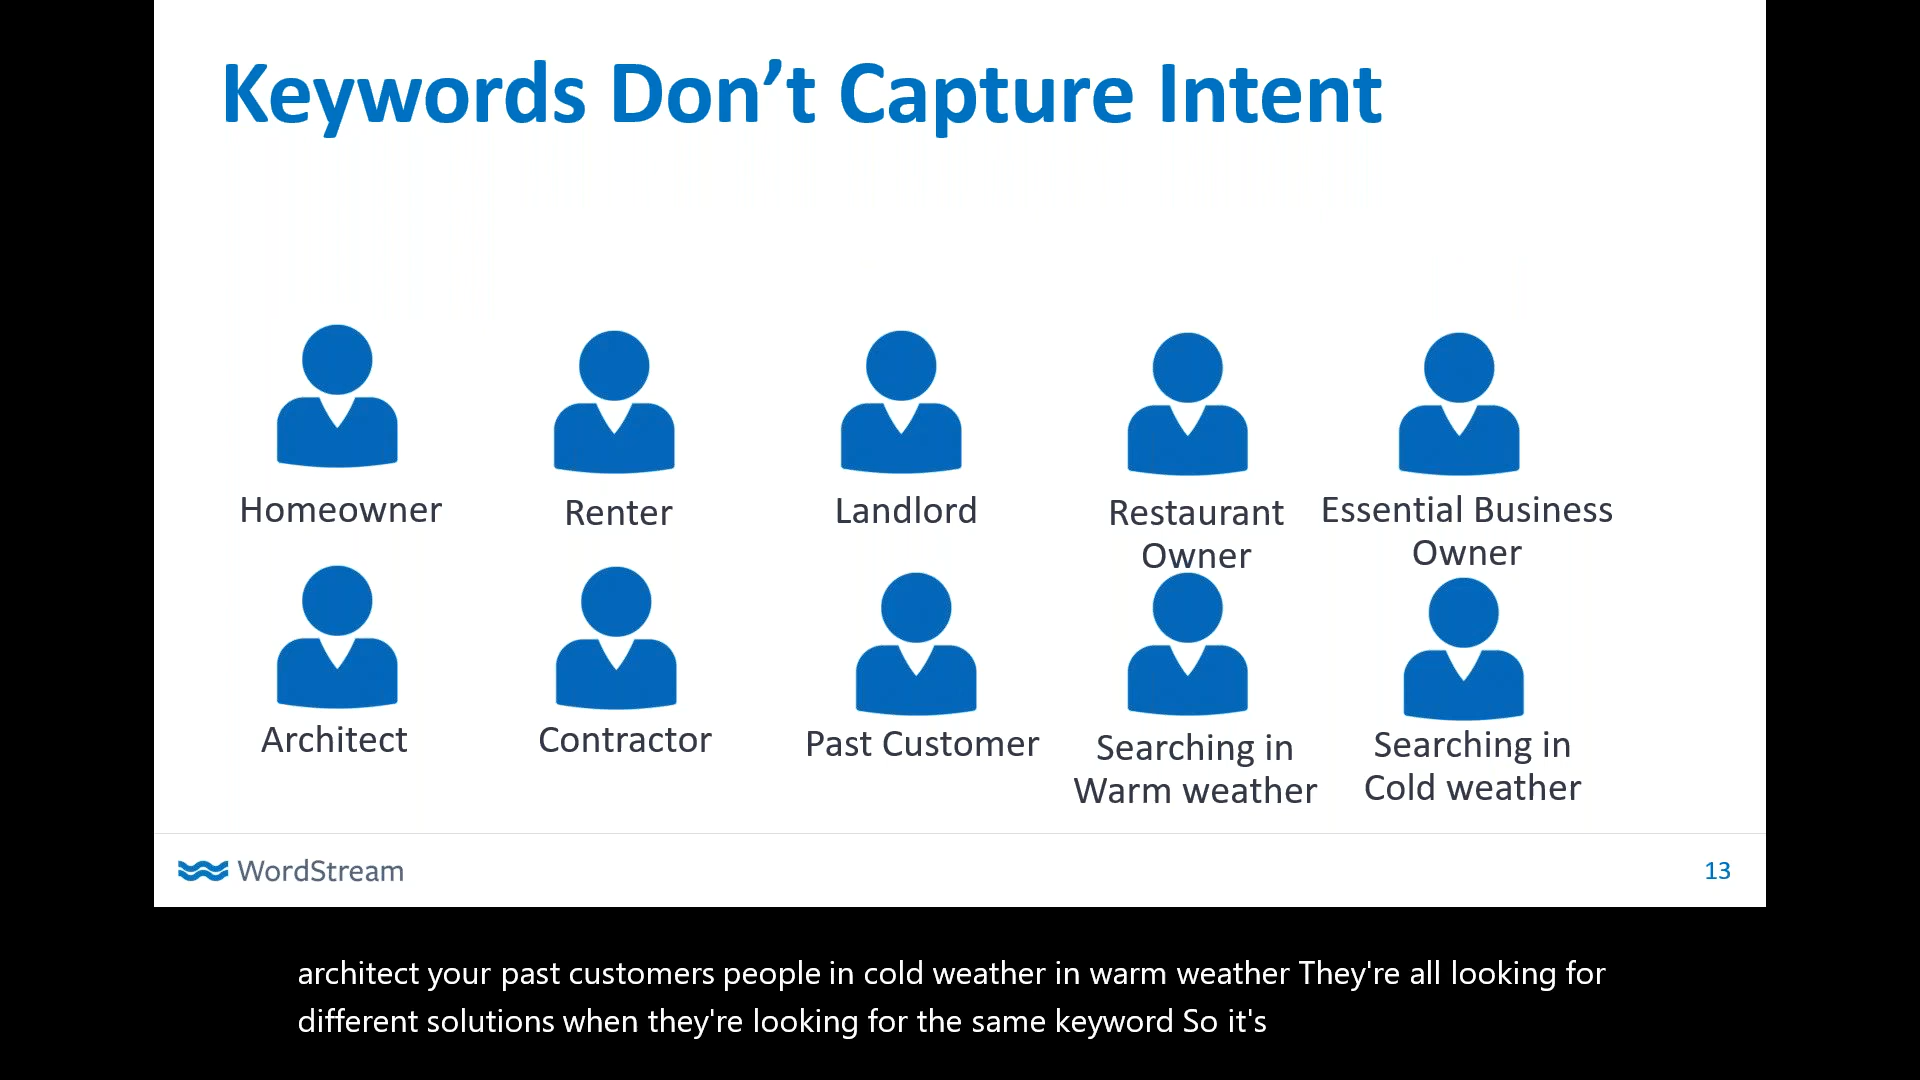 Keywords Don’t Capture Intent
Homeowner
Renter
Landlord
Restaurant
Owner
Essential Business
Owner
Architect
Contractor
Past Customer
Searching in
Warm weather
Searching in
Cold weather
WordStream
13
architect your past customers people in cold weather in warm weather They're all looking for
different solutions when they're looking for the same keyword So it's